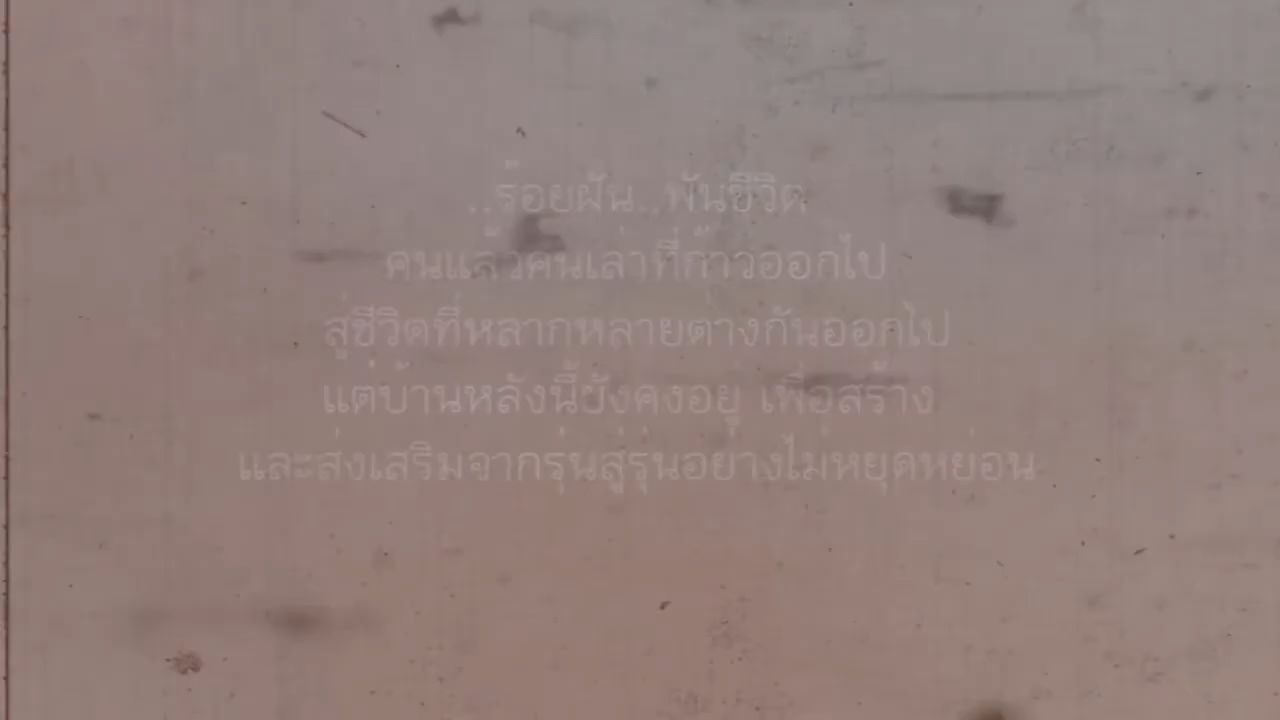 ..ร้อยฝัน..พันชีวิต
คนแล้วคนเล่าที่ก้าวออกไป
สู่ชีวิตที่หลากหลายต่างกันออกไป
แต่บ้านหลังนี้ยังคงอยู่ เพื่อสร้าง
และส่งเสริมจากรุ่นสู่รุ่นอย่างไม่หยุดหย่อน